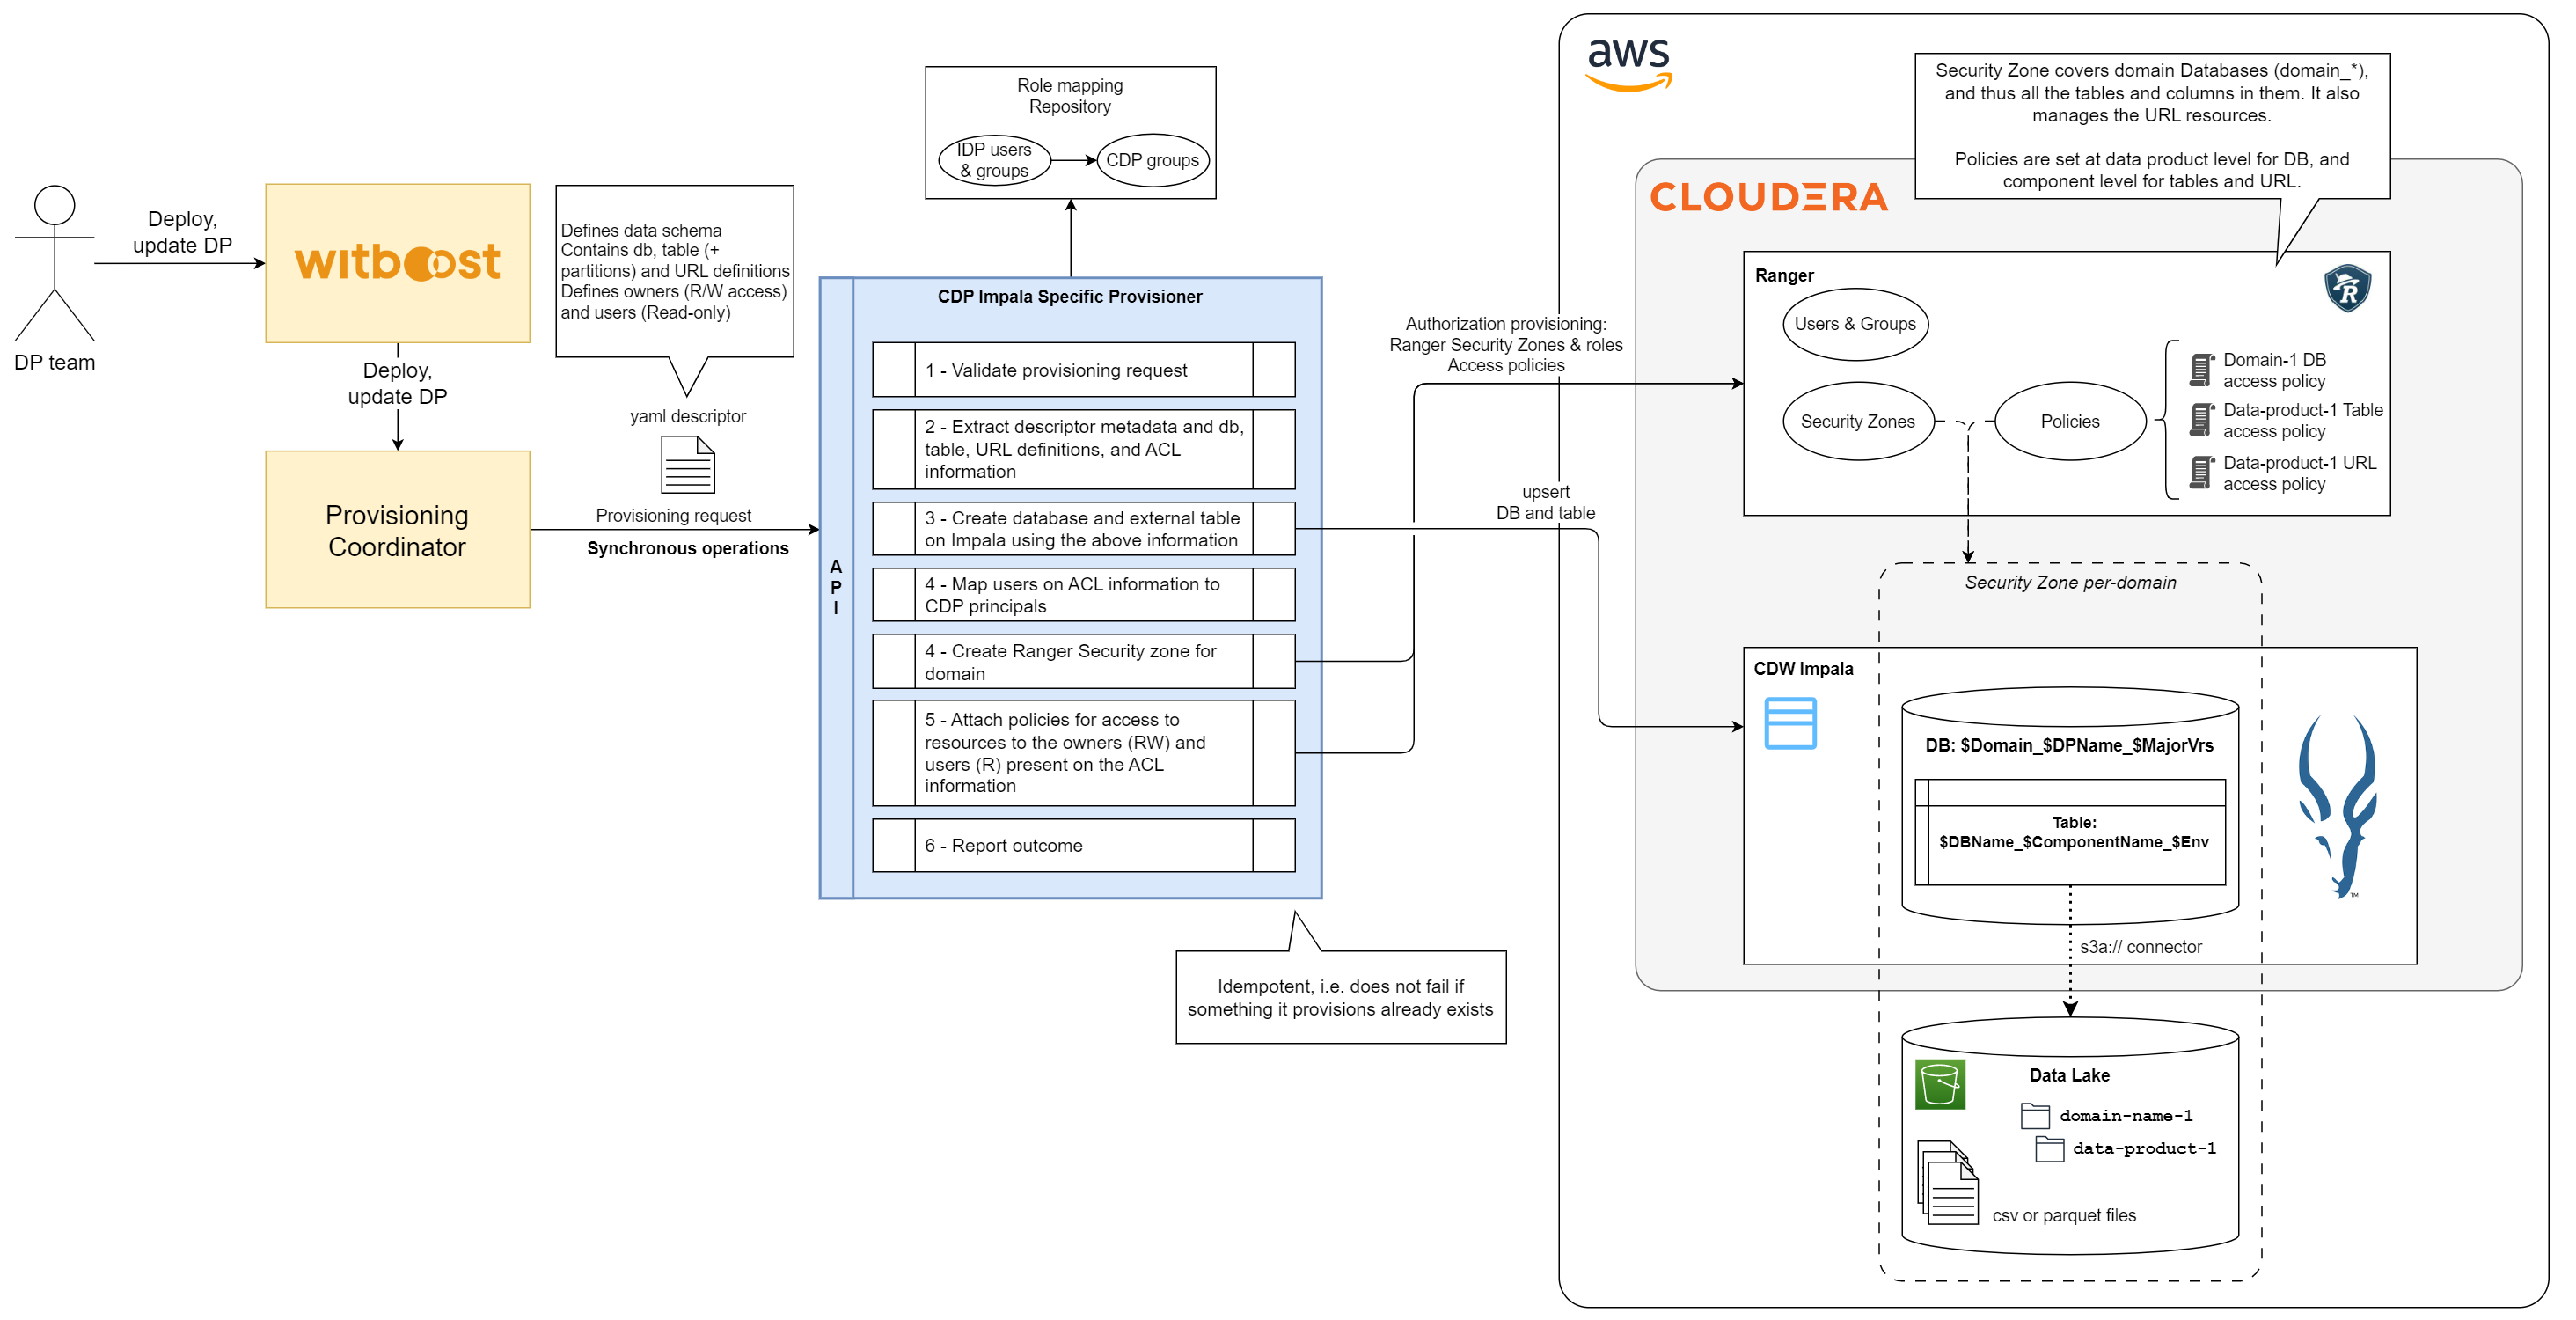 DP team
Deploy,
update DP
witboost
Deploy,
update DP
Provisioning
Coordinator
Defines data schema
Contains db, table (+
partitions) and URL definitions
Defines owners (R/W access)
and users (Read-only)
yaml descriptor
Provisioning request
Synchronous operations
Role mapping
Repository
IDP users
& groups
CDP groups
API
CDP Impala Specific Provisioner
1 - Validate provisioning request
2 - Extract descriptor metadata and db,
table, URL definitions, and ACL
information
3 - Create database and external table
on Impala using the above information
4 - Map users on ACL information to
CDP principals
4 - Create Ranger Security zone for
domain
5 - Attach policies for access to
resources to the owners (RW) and
users (R) present on the ACL
information
6 - Report outcome
Idempotent, i.e. does not fail if
something it provisions already exists
Authorization provisioning:
Ranger Security Zones & roles
Access policies
upsert
DB and table
aws
Security Zone covers domain Databases (domain_*),
and thus all the tables and columns in them. It also
manages the URL resources.
Policies are set at data product level for DB, and
component level for tables and URL.
CLOUDERA
Ranger
R
Users & Groups
Security Zones
Policies
Domain-1 DB
access policy
Data-product-1 Table
access policy
Data-product-1 URL
access policy
Security Zone per-domain
CDW Impala
DB: $Domain_$DPName_$MajorVrs
Table:
$DBName_$ComponentName_$Env
TM
s3a:// connector
Data Lake
domain-name-1
data-product-1
csv or parquet files